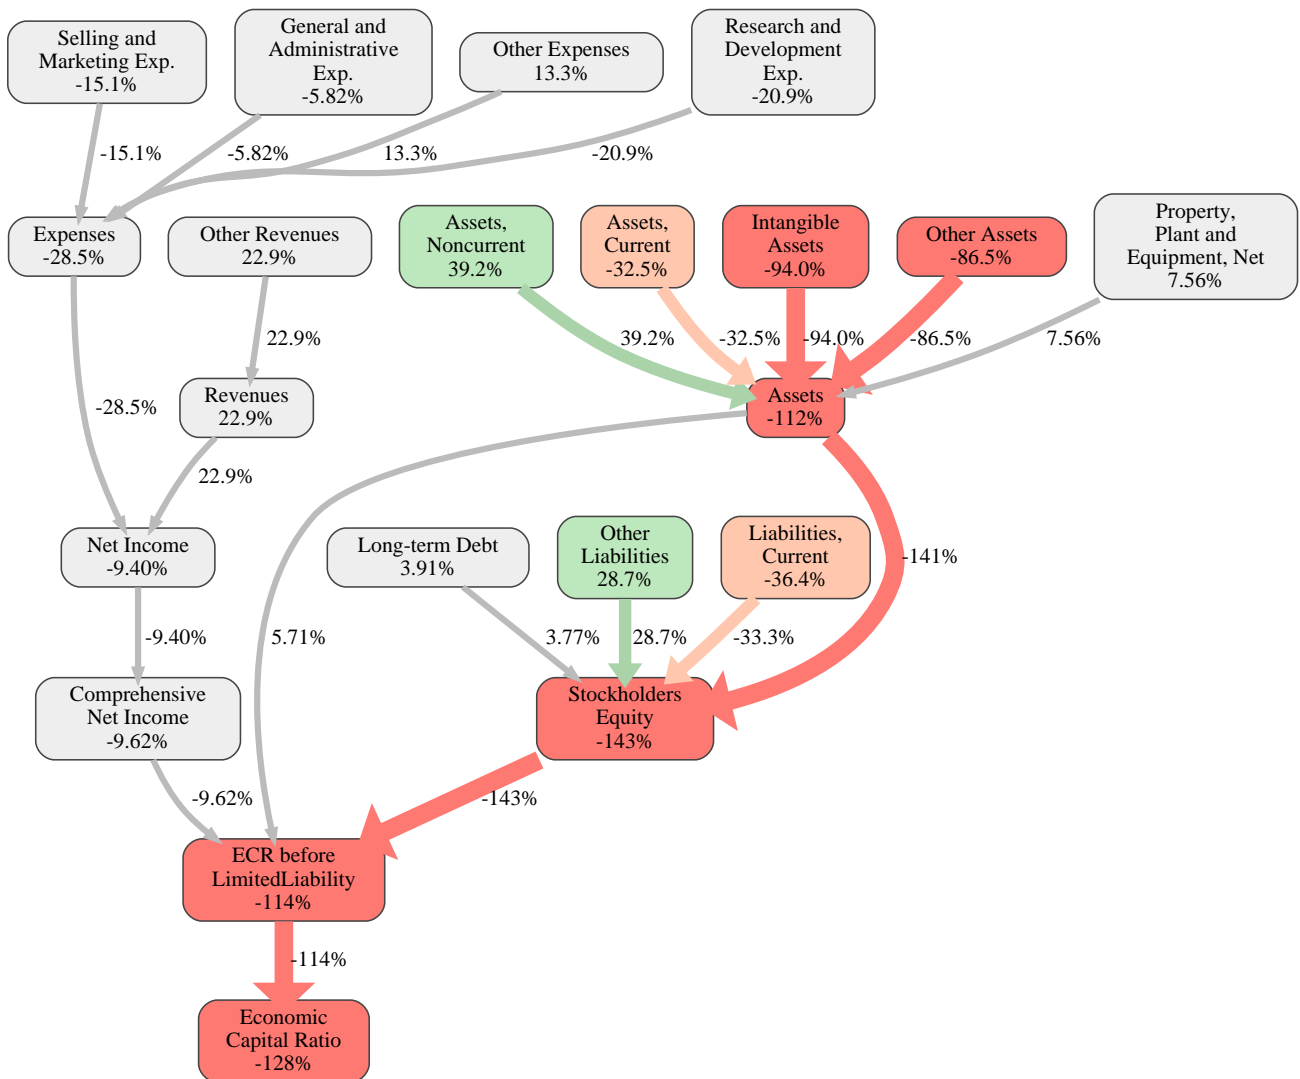 Selling and
Marketing Exp.
-15.1%
General and
Administrative
Exp.
-5.82%
Other Expenses
13.3%
Research and
Development
Exp.
-20.9%
-15.1%
-5.82%
13.3%
-20.9%
Expenses
-28.5%
Other Revenues
22.9%
Assets,
Noncurrent
39.2%
Assets,
Current
-32.5%
Intangible
Assets
-94.0%
Other Assets
-86.5%
Property,
Plant and
Equipment, Net
7.56%
22.9%
39.2%
-32.5%
-94.0%
-86.5%
7.56%
-28.5%
Revenues
22.9%
Assets
-112%
22.9%
Net Income
-9.40%
Long-term Debt
3.91%
Other
Liabilities
28.7%
Liabilities,
Current
-36.4%
-141%
-9.40%
5.71%
3.77%
28.7%
-33.3%
Comprehensive
Net Income
-9.62%
Stockholders
Equity
-143%
-9.62%
-143%
ECR before
LimitedLiability
-114%
-114%
Economic
Capital Ratio
-128%